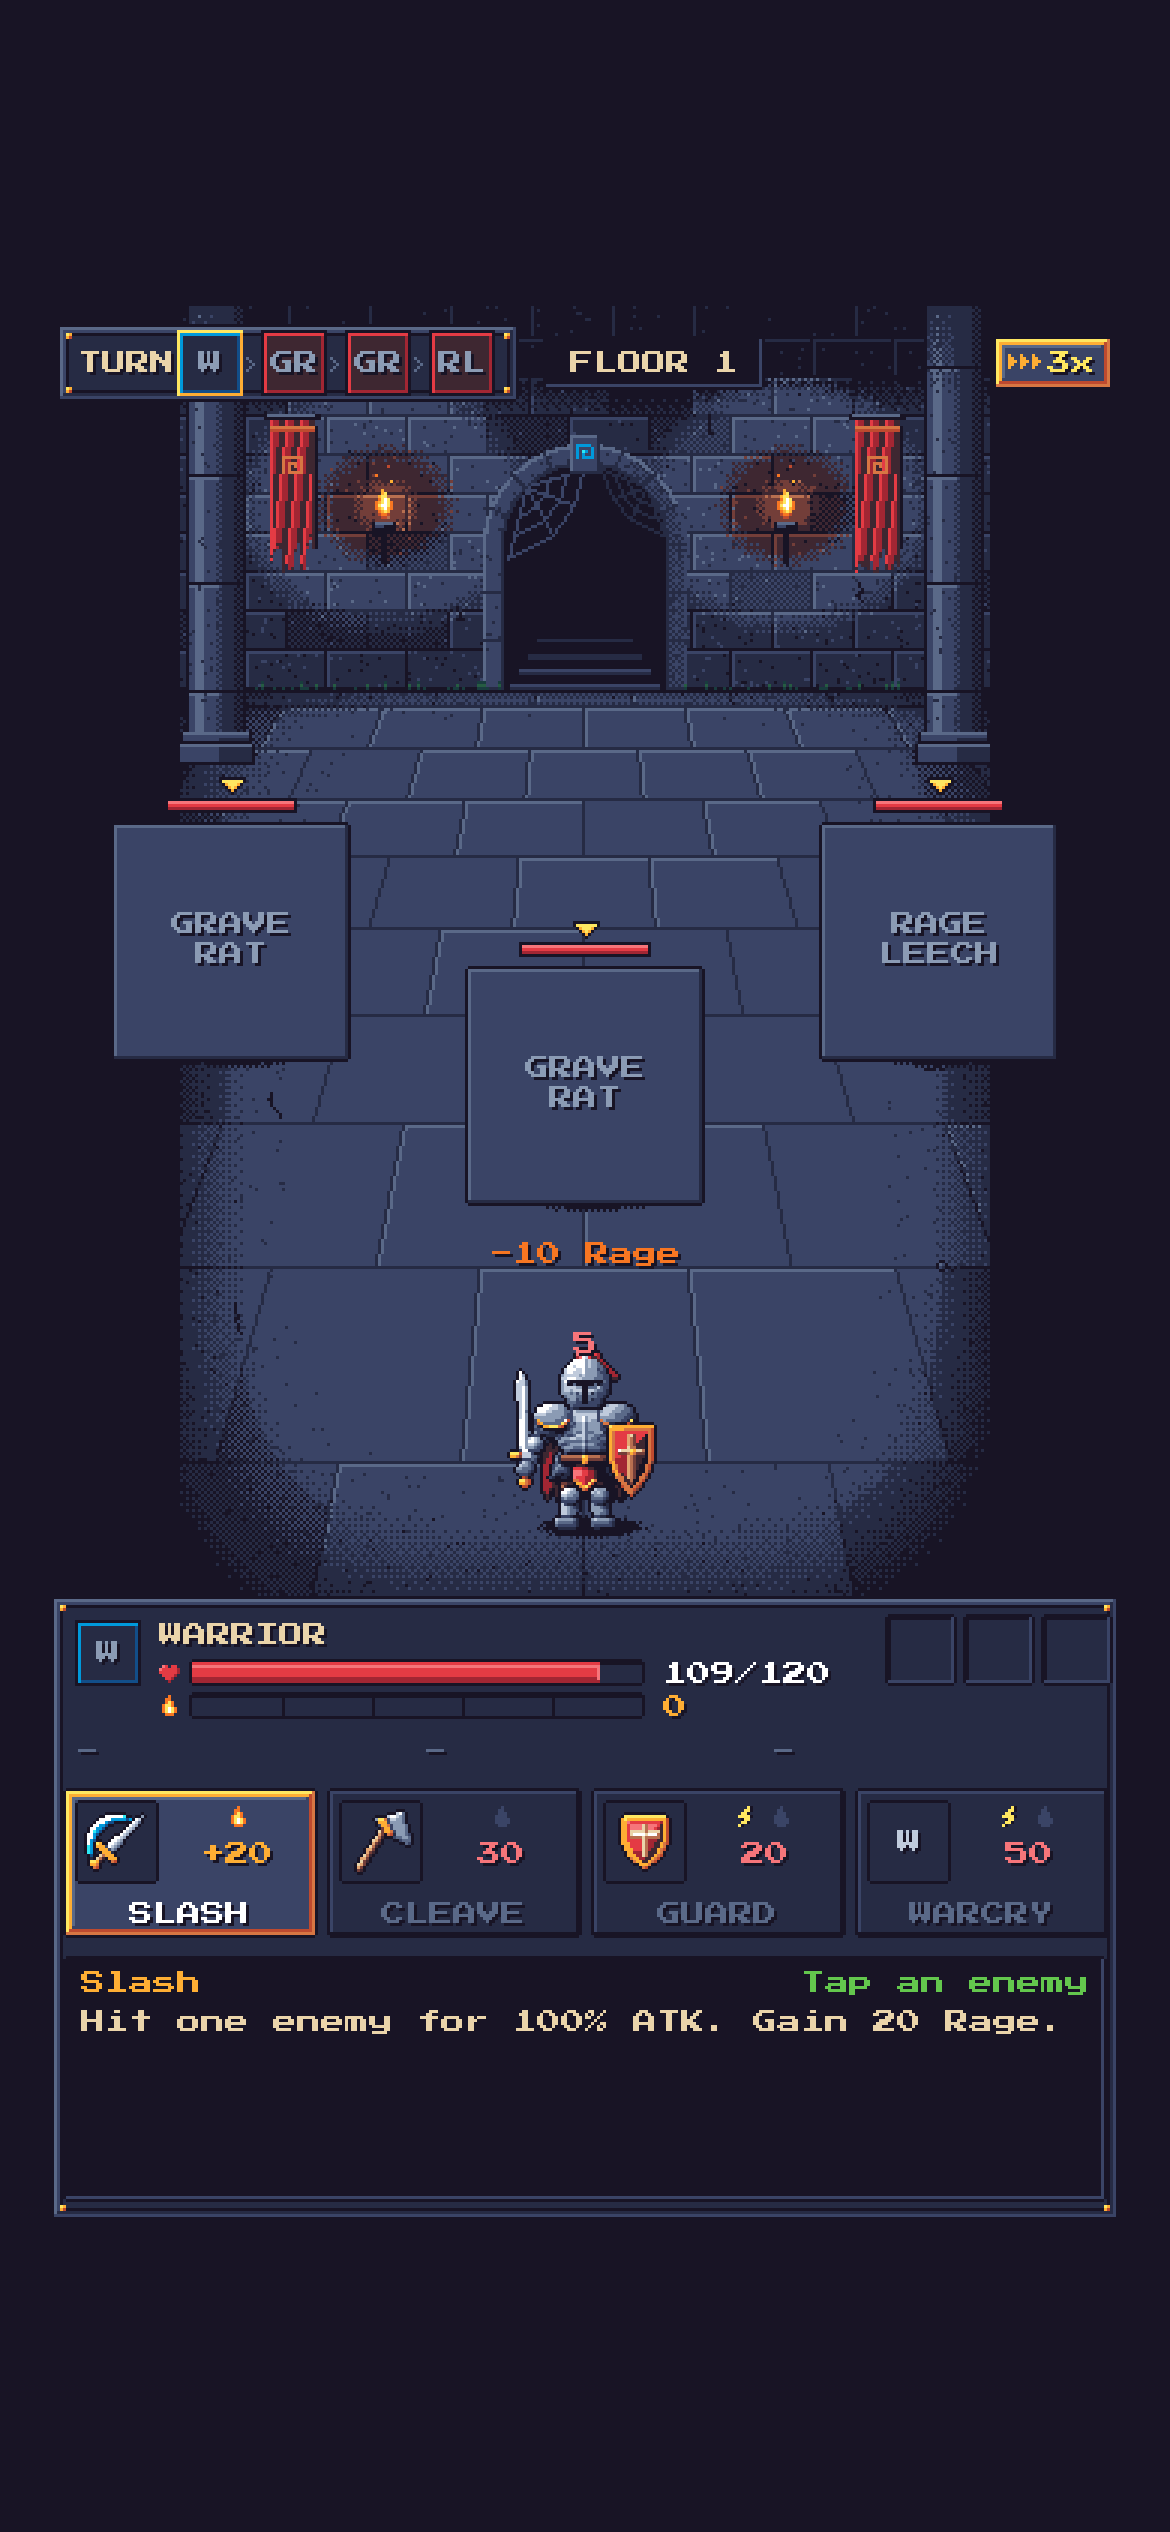 TURN W GR GR RL
FLOOR 1
3x
GRAVE
RAT
RAGE
LEECH
GRAVE
RAT
-10 Rage
5
W
WARRIOR
109/120
0
— — —
+20
SLASH
30
CLEAVE
20
GUARD
W
50
WARCRY
Slash
Tap an enemy
Hit one enemy for 100% ATK. Gain 20 Rage.